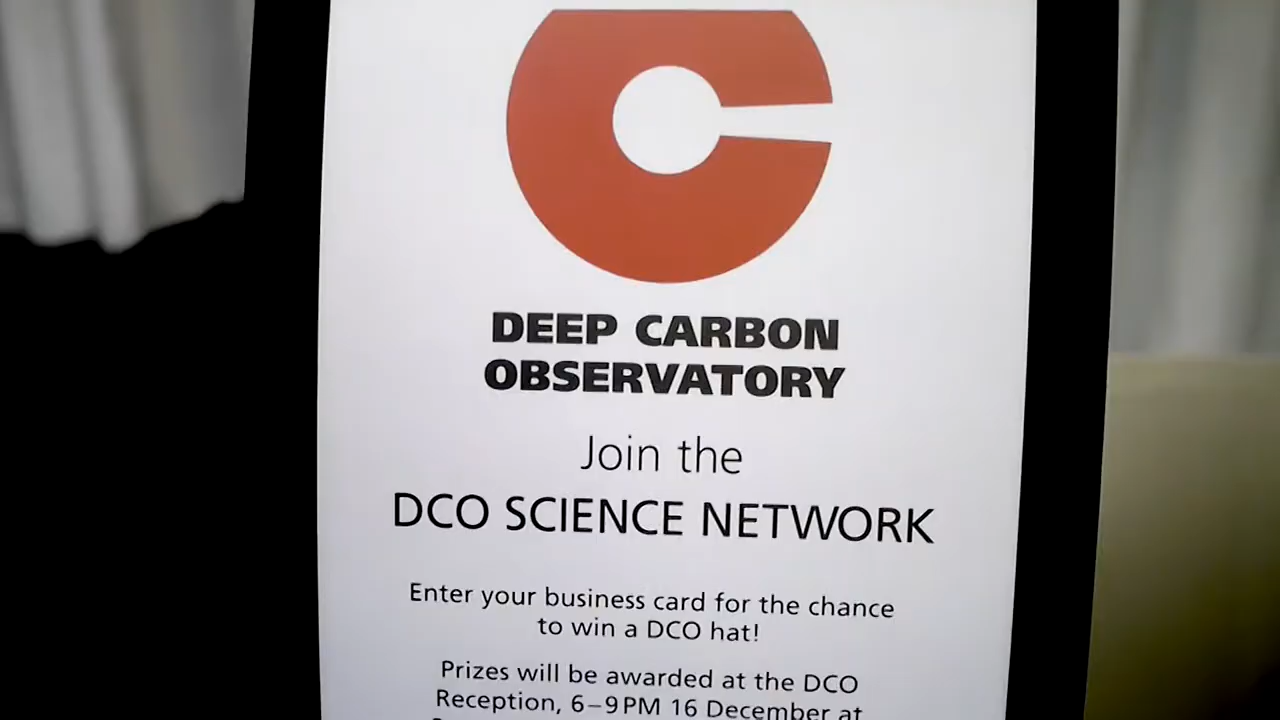 DEEP CARBON
OBSERVATORY
Join the
DCO SCIENCE NETWORK
Enter your business card for the chance
to win a DCO hat!
Prizes will be awarded at the DCO
Reception, 6–9PM 16 December at